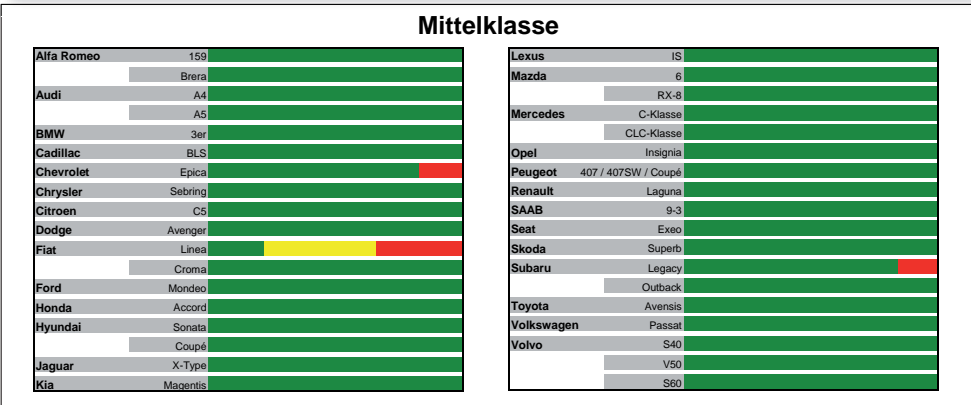 Mittelklasse
Alfa Romeo 159
Brera
Audi A4
A5
BMW 3er
Cadillac BLS
Chevrolet Epica
Chrysler Sebring
Citroen C5
Dodge Avenger
Fiat Linea
Croma
Ford Mondeo
Honda Accord
Hyundai Sonata
Coupé
Jaguar X-Type
Kia Magentis
Lexus IS
Mazda 6
RX-8
Mercedes C-Klasse
CLC-Klasse
Opel Insignia
Peugeot 407 / 407SW / Coupé
Renault Laguna
SAAB 9-3
Seat Exeo
Skoda Superb
Subaru Legacy
Outback
Toyota Avensis
Volkswagen Passat
Volvo S40
V50
S60